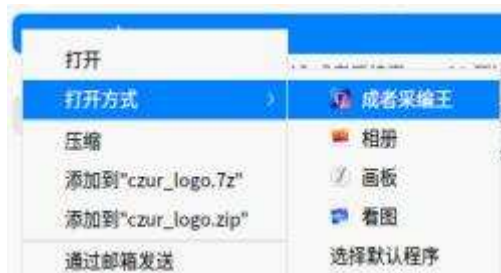 打开
打开方式
压缩
添加到"czur_logo.7z"
添加到"czur_logo.zip"
通过邮箱发送
成者采编王
相册
画板
看图
选择默认程序